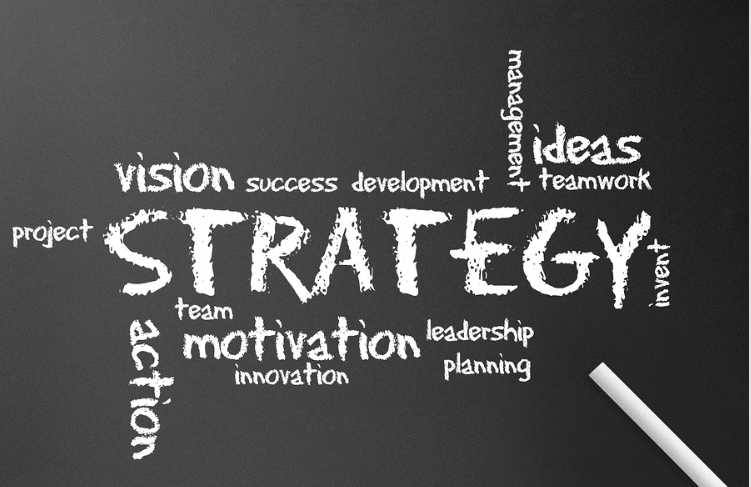 management
ideas
vision success development teamwork
project STRATEGY invent
team
motivation leadership
innovation planning
action